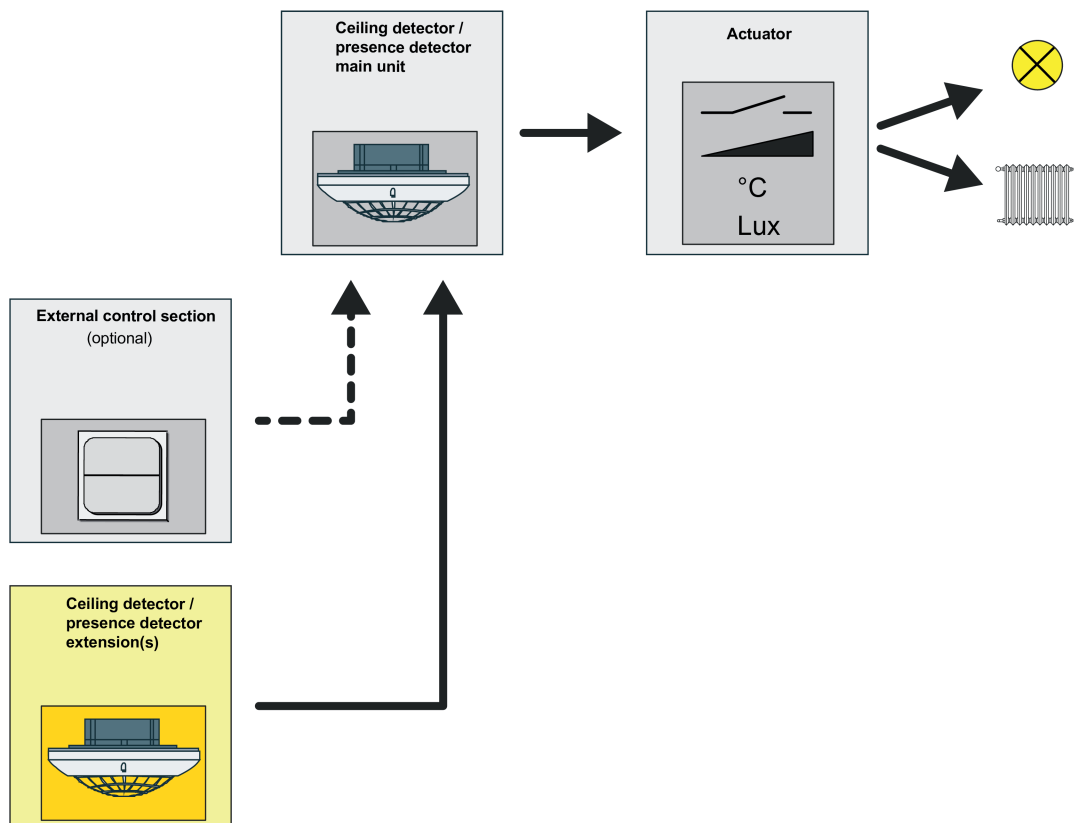 Ceiling detector /
presence detector
main unit
Actuator
°C
Lux
External control section
(optional)
Ceiling detector /
presence detector
extension(s)